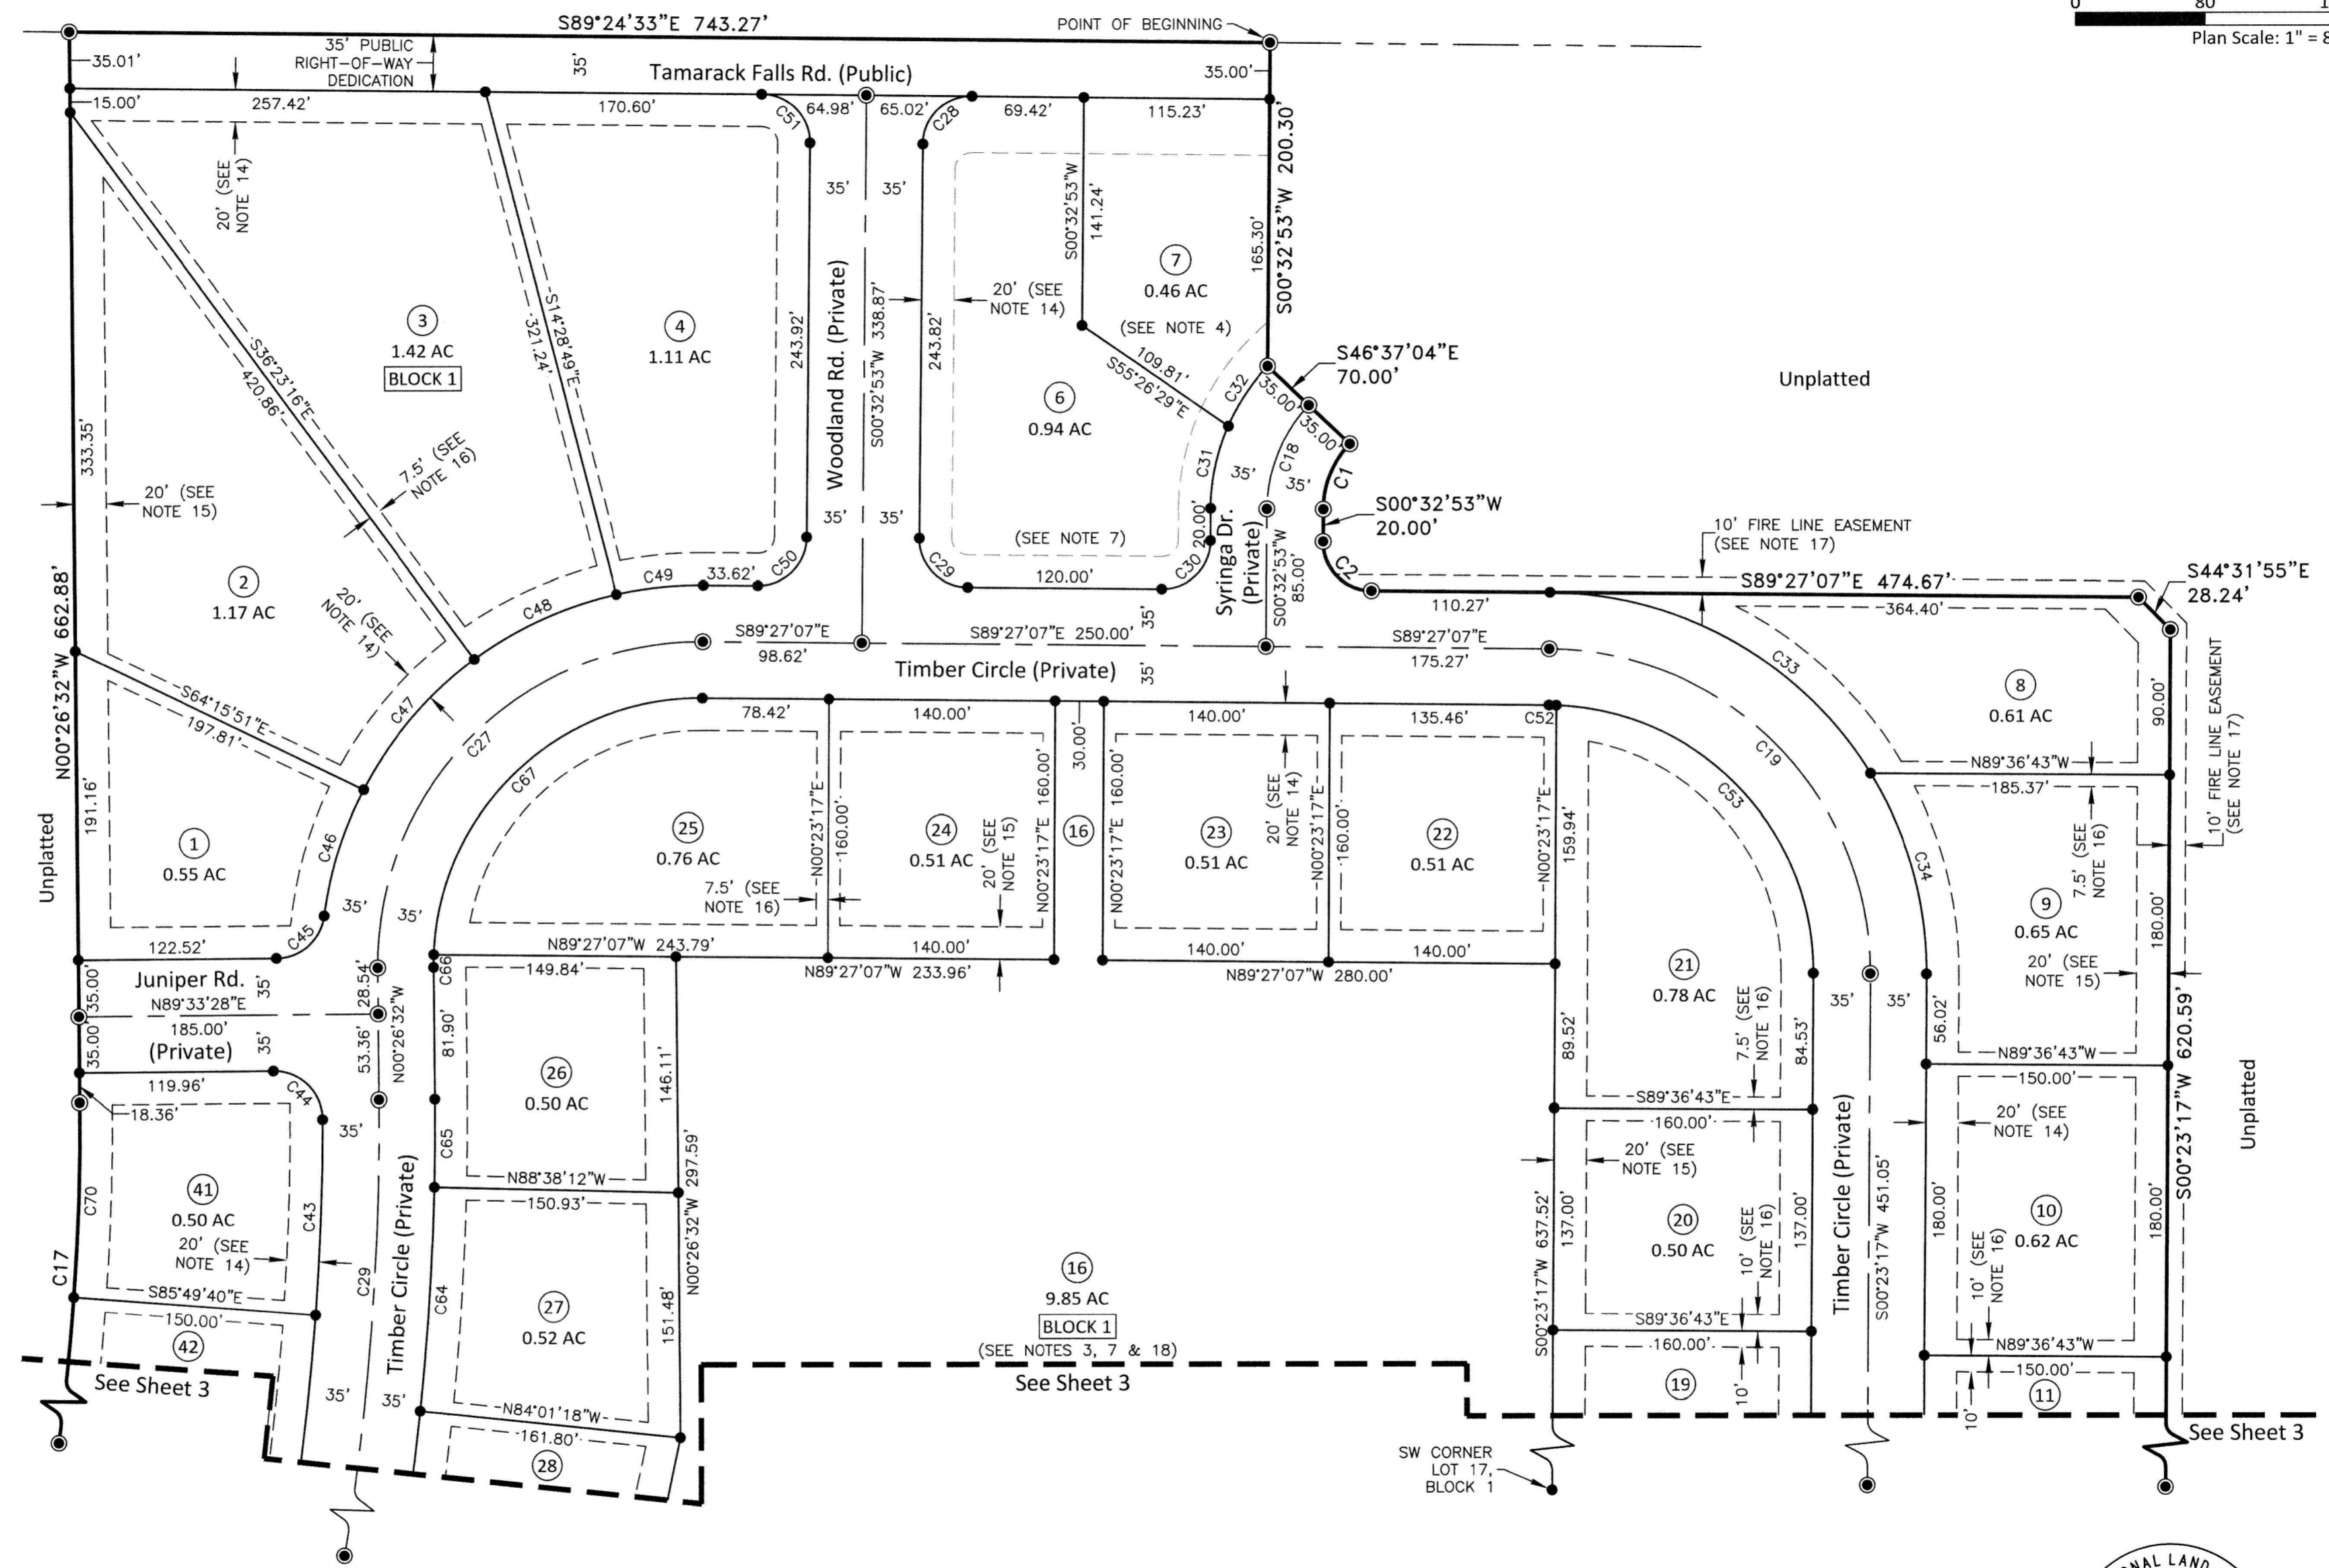 0 80
Plan Scale: 1" = 8
S89°24'33"E 743.27'
POINT OF BEGINNING
35' PUBLIC
RIGHT-OF-WAY
DEDICATION
35.01'
35'
Tamarack Falls Rd. (Public)
35.00'
15.00'
257.42'
170.60'
C51
64.98'
65.02'
C28
69.42'
115.23'
20' (SEE
NOTE 14)
35'
35'
S00°32'53"W
141.24'
165.30'
S00°32'53"W 200.30'
7
0.46 AC
(SEE NOTE 4)
20' (SEE
NOTE 14)
3
1.42 AC
BLOCK 1
S14°28'49"E
321.24'
4
1.11 AC
243.92'
Woodland Rd. (Private)
S00°32'53"W 338.87'
243.82'
109.81'
S55°26'29"E
6
0.94 AC
C32
S46°37'04"E
70.00'
35.00'
35.00'
Unplatted
S36°23'16"E
420.86'
333.35'
7.5' (SEE
NOTE 16)
20' (SEE
NOTE 15)
C31
35'
C18
35'
C1
35'
35'
S00°32'53"W
20.00'
(SEE NOTE 7)
20.00'
Syringa Dr.
(Private)
S00°32'53"W
85.00'
C2
10' FIRE LINE EASEMENT
(SEE NOTE 17)
S89°27'07"E 474.67'
S44°31'55"E
28.24'
2
1.17 AC
20' (SEE
NOTE 14)
C48
C49
33.62'
C50
C29
120.00'
C30
35'
110.27'
364.40'
N00°26'32"W 662.88'
S89°27'07"E
98.62'
S89°27'07"E 250.00'
S89°27'07"E
175.27'
Timber Circle (Private)
35'
C33
8
0.61 AC
90.00'
10' FIRE LINE EASEMENT
(SEE NOTE 17)
S64°15'51"E
197.81'
C47
C27
78.42'
140.00'
30.00'
140.00'
135.46'
C52
C19
N89°36'43"W
185.37'
191.16'
Unplatted
1
0.55 AC
C46
C67
25
0.76 AC
7.5' (SEE
NOTE 16)
N00°23'17"E
160.00'
24
0.51 AC
20' (SEE
NOTE 15)
N00°23'17"E 160.00'
16
N00°23'17"E 160.00'
23
0.51 AC
20' (SEE
NOTE 14)
N00°23'17"E
160.00'
22
0.51 AC
N00°23'17"E
159.94'
C53
C34
7.5' (SEE
NOTE 16)
9
0.65 AC
180.00'
20' (SEE
NOTE 15)
35'
35'
122.52'
C45
N89°27'07"W 243.79'
149.84'
140.00'
N89°27'07"W 233.96'
140.00'
140.00'
N89°27'07"W 280.00'
21
0.78 AC
35'
35'
Juniper Rd.
35'
35.00'
N89°33'28"E
185.00'
28.54'
C66
35.00'
(Private)
35'
53.36'
N00°26'32"W
81.90'
89.52'
7.5' (SEE
NOTE 16)
84.53'
56.02'
S00°23'17"W 620.59'
Unplatted
119.96'
C44
18.36'
26
0.50 AC
146.11'
S89°36'43"E
160.00'
N89°36'43"W
150.00'
35'
20' (SEE
NOTE 15)
20' (SEE
NOTE 14)
C70
41
0.50 AC
20' (SEE
NOTE 14)
C43
C65
N88°38'12"W
150.93'
N00°26'32"W 297.59'
S00°23'17"W 637.52'
137.00'
20
0.50 AC
10' (SEE
NOTE 16)
137.00'
Timber Circle (Private)
S00°23'17"W 451.05'
180.00'
10' (SEE
NOTE 16)
10
0.62 AC
180.00'
C17
C29
Timber Circle (Private)
C64
27
0.52 AC
151.48'
16
9.85 AC
BLOCK 1
(SEE NOTES 3, 7 & 18)
S85°49'40"E
150.00'
42
S89°36'43"E
160.00'
N89°36'43"W
150.00'
See Sheet 3
See Sheet 3
35'
35'
N84°01'18"W
161.80'
28
19
10'
11
10'
See Sheet 3
SW CORNER
LOT 17,
BLOCK 1
ONAL LAND